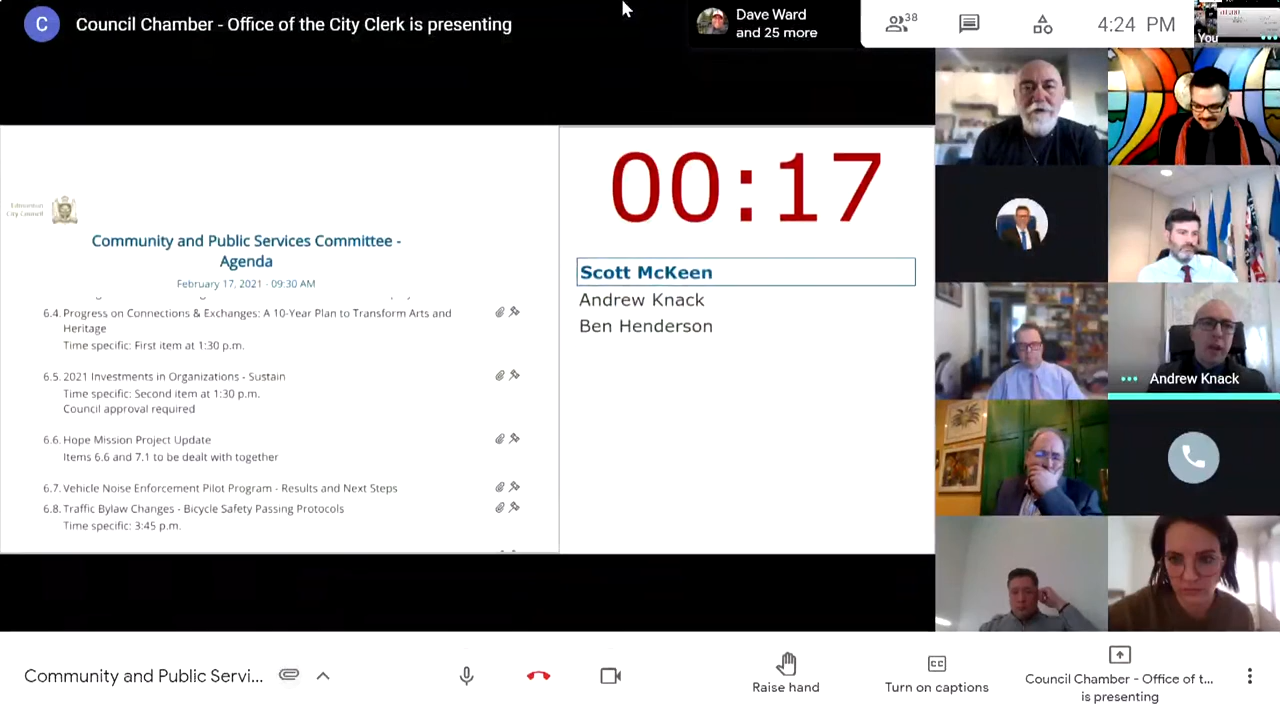 C
Council Chamber - Office of the City Clerk is presenting
Dave Ward
and 25 more
38
4:24 PM
You
Edmonton
City Council
Community and Public Services Committee -
Agenda
February 17, 2021 - 09:30 AM
6.4. Progress on Connections & Exchanges: A 10-Year Plan to Transform Arts and
Heritage
Time specific: First item at 1:30 p.m.
6.5. 2021 Investments in Organizations - Sustain
Time specific: Second item at 1:30 p.m.
Council approval required
6.6. Hope Mission Project Update
Items 6.6 and 7.1 to be dealt with together
6.7. Vehicle Noise Enforcement Pilot Program - Results and Next Steps
6.8. Traffic Bylaw Changes - Bicycle Safety Passing Protocols
Time specific: 3:45 p.m.
00:17
Scott McKeen
Andrew Knack
Ben Henderson
Andrew Knack
Community and Public Servi...
Raise hand
CC
Turn on captions
Council Chamber - Office of t...
is presenting